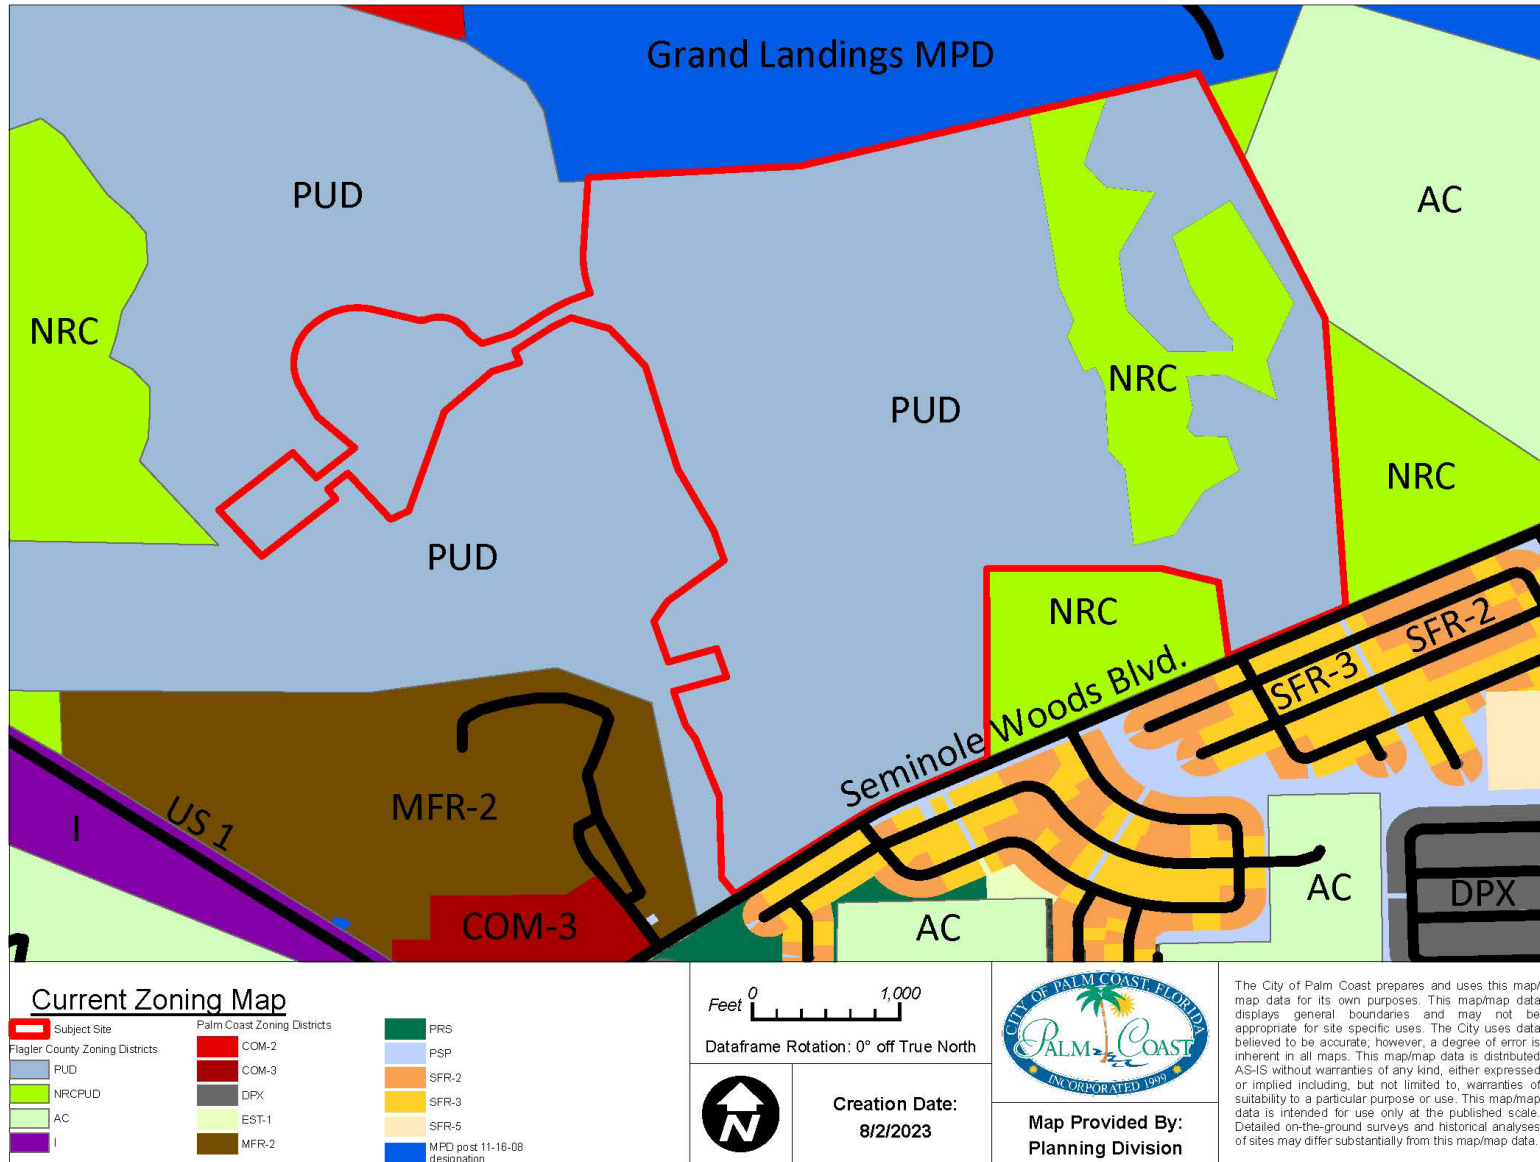 Grand Landings MPD
PUD
AC
NRC
PUD
NRC
NRC
PUD
NRC
SFR-2
SFR-3
Seminole Woods Blvd.
MFR-2
US 1
I
COM-3
AC
AC
DPX
Current Zoning Map
Subject Site
Flagler County Zoning Districts
PUD
NRCPUD
AC
I
Palm Coast Zoning Districts
COM-2
COM-3
DPX
EST-1
MFR-2
PRS
PSP
SFR-2
SFR-3
SFR-5
MPD post 11-16-08
designation
Feet 0 1,000
Dataframe Rotation: 0° off True North
N
Creation Date:
8/2/2023
CITY OF PALM COAST, FLORIDA
PALM COAST
INCORPORATED 1999
Map Provided By:
Planning Division
The City of Palm Coast prepares and uses this map/
map data for its own purposes. This map/map data
displays general boundaries and may not be
appropriate for site specific uses. The City uses data
believed to be accurate; however, a degree of error is
inherent in all maps. This map/map data is distributed
AS-IS without warranties of any kind, either expressed
or implied including, but not limited to, warranties of
suitability to a particular purpose or use. This map/map
data is intended for use only at the published scale.
Detailed on-the-ground surveys and historical analyses
of sites may differ substantially from this map/map data.